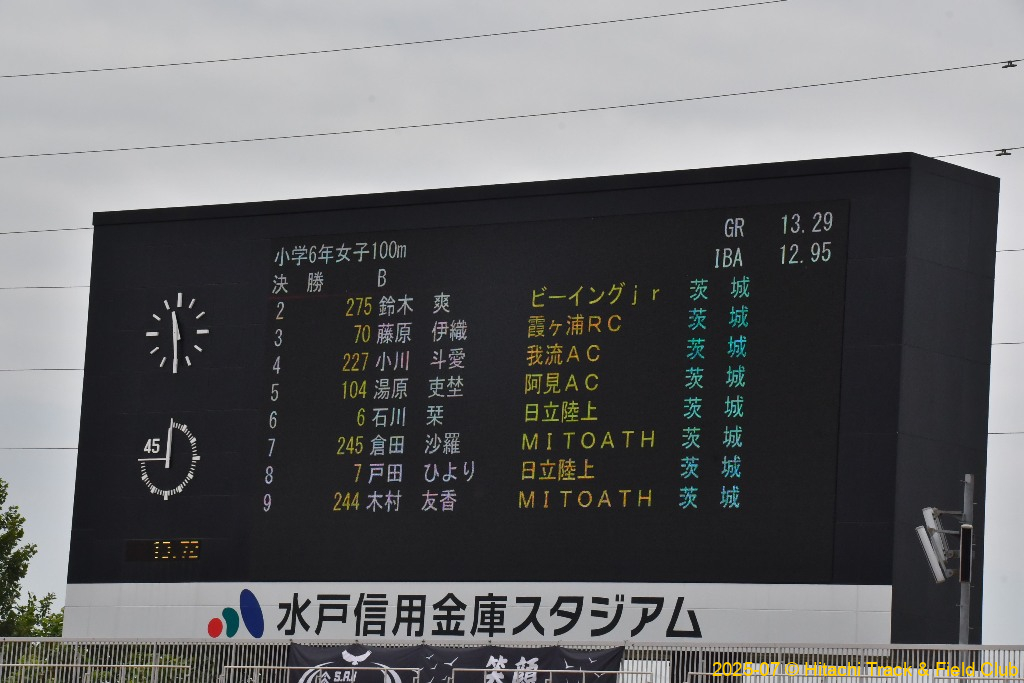 小学6年女子100m GR 13.29
IBA 12.95
決 勝 B
2 275 鈴木 爽 ビーイングjr 茨 城
3 70 藤原 伊織 霞ヶ浦RC 茨 城
4 227 小川 斗愛 我流AC 茨 城
5 104 湯原 吏埜 阿見AC 茨 城
6 6 石川 栞 日立陸上 茨 城
7 245 倉田 沙羅 MITOATH 茨 城
8 7 戸田 ひより 日立陸上 茨 城
9 244 木村 友香 MITOATH 茨 城
45
水戸信用金庫スタジアム
笑顔
2025-07 © Hitachi Track & Field Club